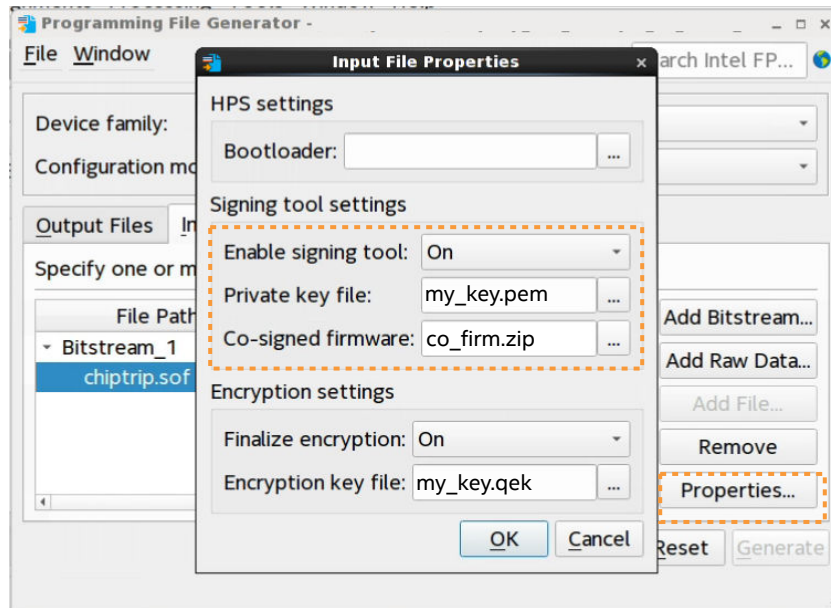 Programming File Generator -
File Window
Input File Properties
arch Intel FP...
HPS settings
Device family:
Bootloader:
...
Configuration mo
Signing tool settings
Output Files In
Enable signing tool: On
Specify one or m
Private key file: my_key.pem ...
File Path
Add Bitstream...
Co-signed firmware: co_firm.zip ...
Bitstream_1
Add Raw Data...
chiptrip.sof
Encryption settings
Add File...
Finalize encryption: On
Remove
Encryption key file: my_key.qek ...
Properties...
OK Cancel
Reset Generate